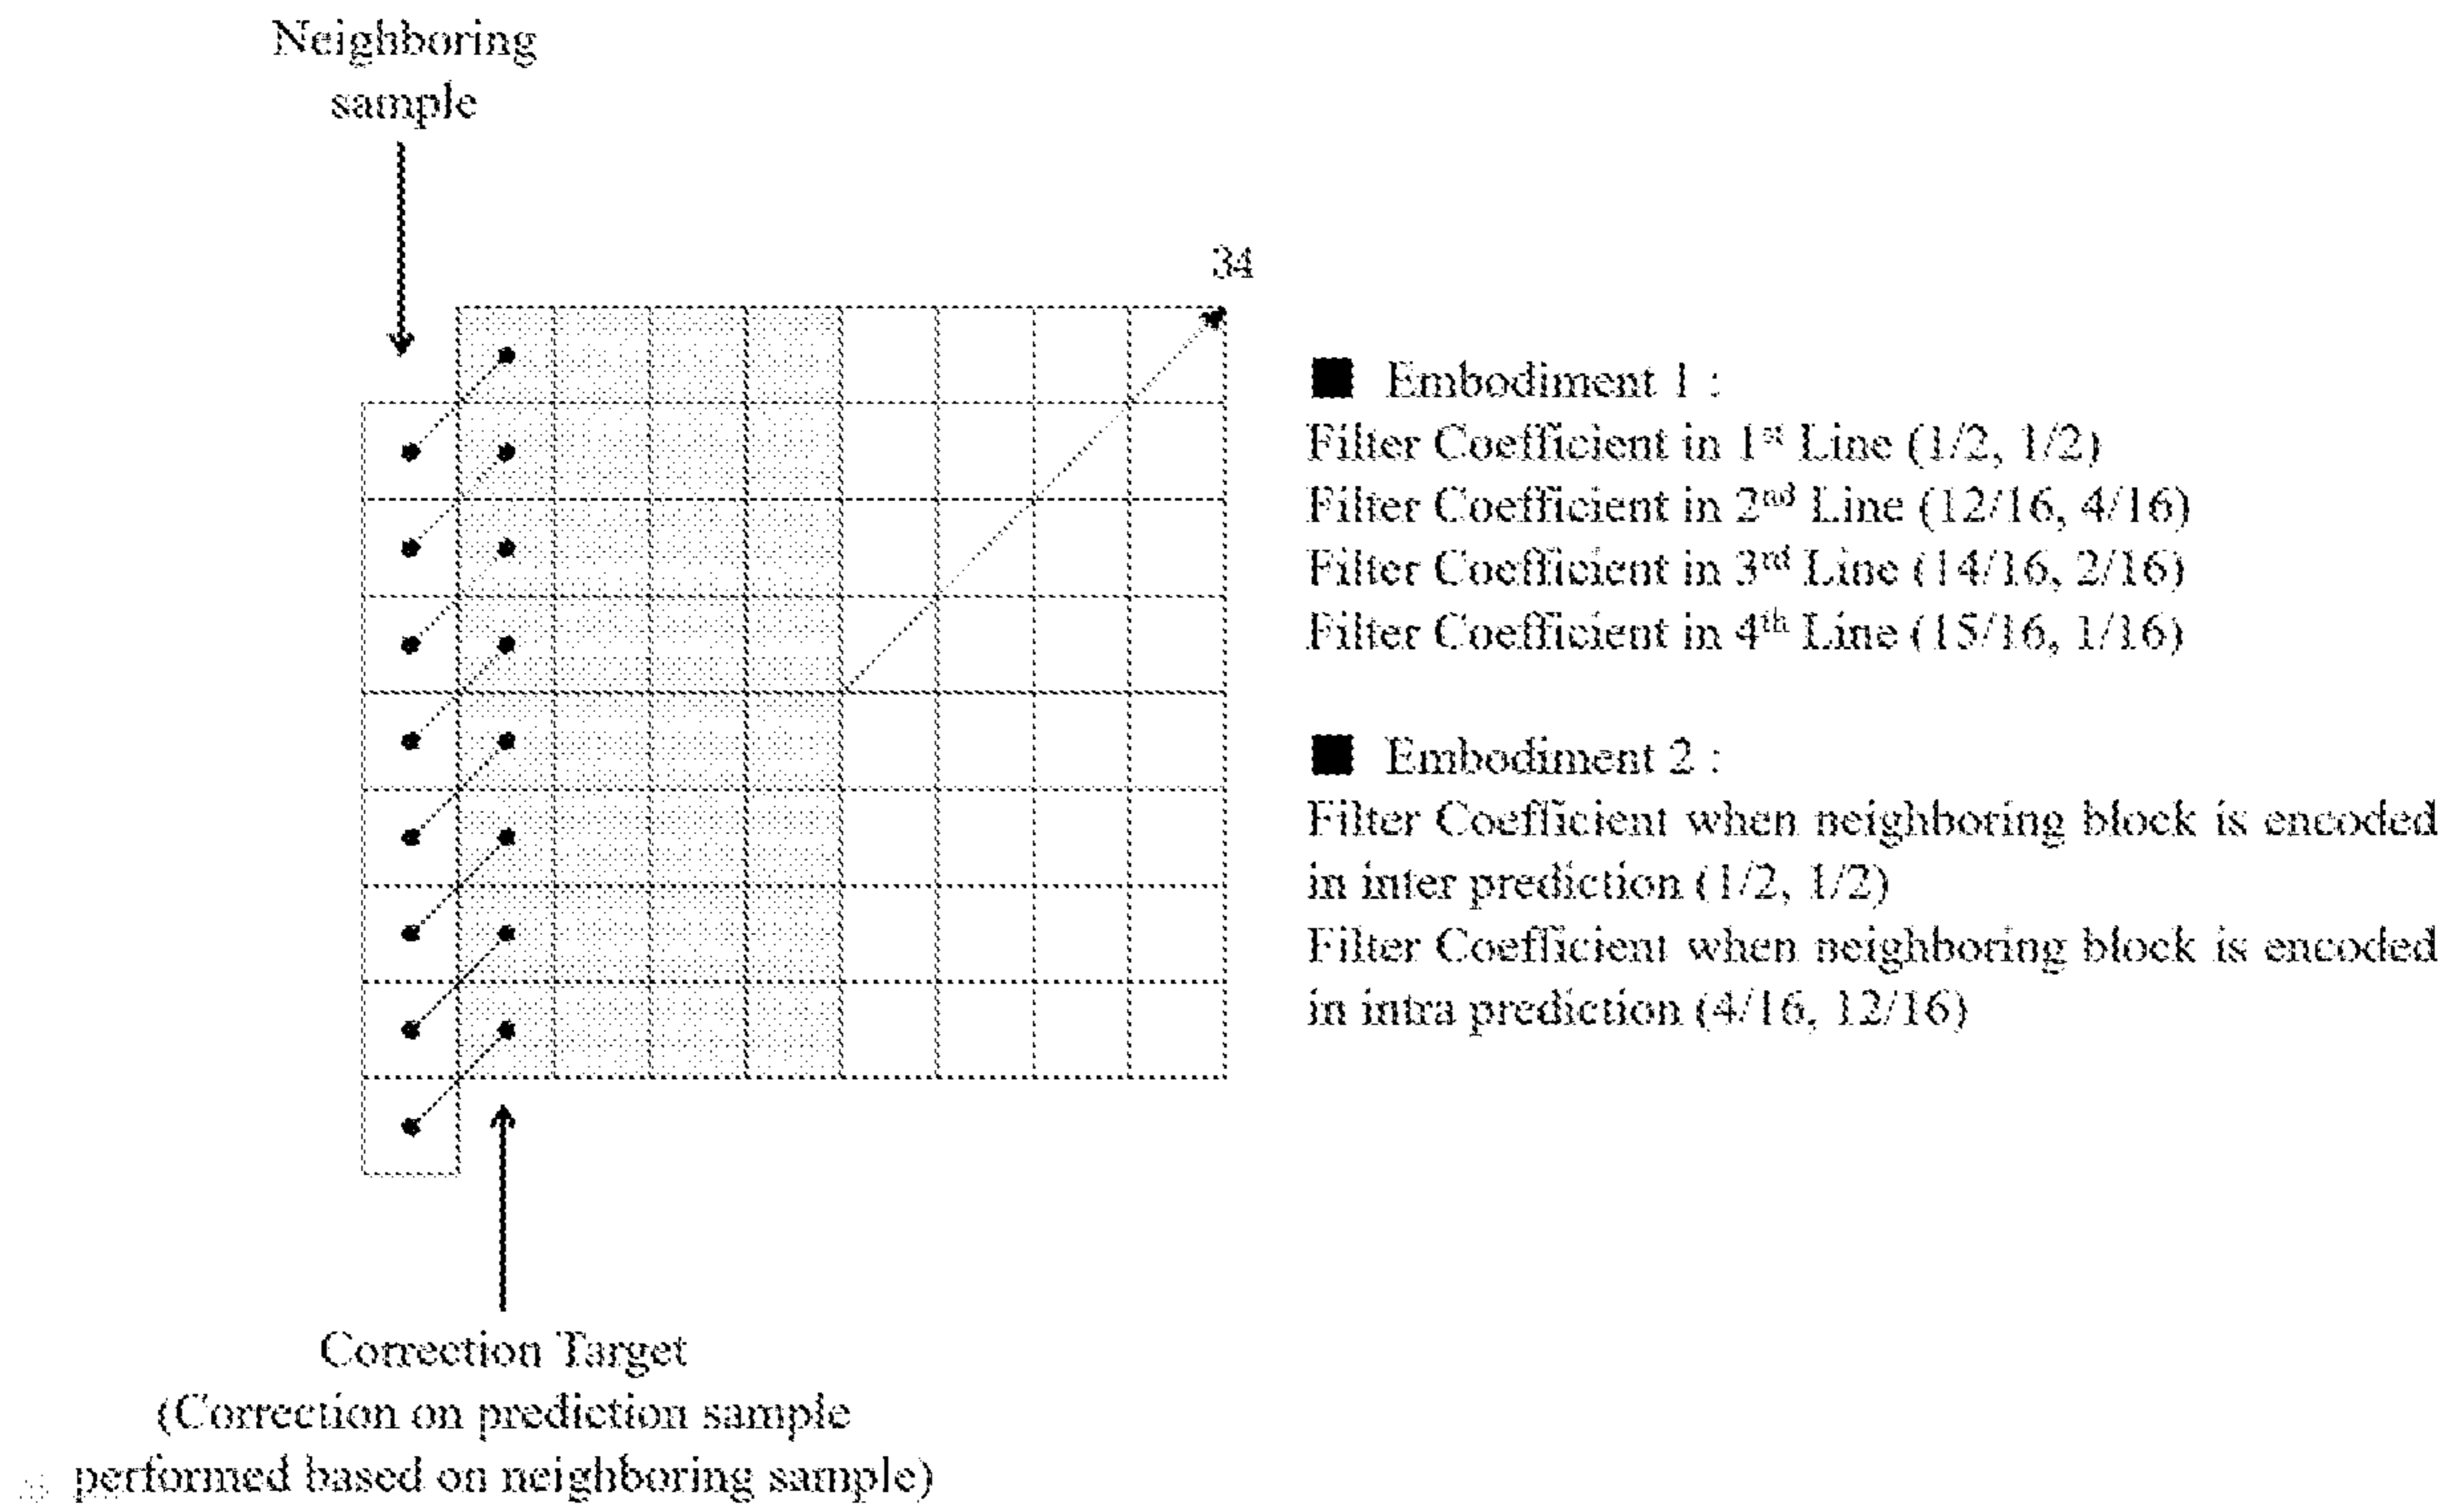 Neighboring
sample
34
■ Embodiment 1 :
Filter Coefficient in 1st Line (1/2, 1/2)
Filter Coefficient in 2nd Line (12/16, 4/16)
Filter Coefficient in 3rd Line (14/16, 2/16)
Filter Coefficient in 4th Line (15/16, 1/16)
■ Embodiment 2 :
Filter Coefficient when neighboring block is encoded
in inter prediction (1/2, 1/2)
Filter Coefficient when neighboring block is encoded
in intra prediction (4/16, 12/16)
Correction Target
(Correction on prediction sample
performed based on neighboring sample)